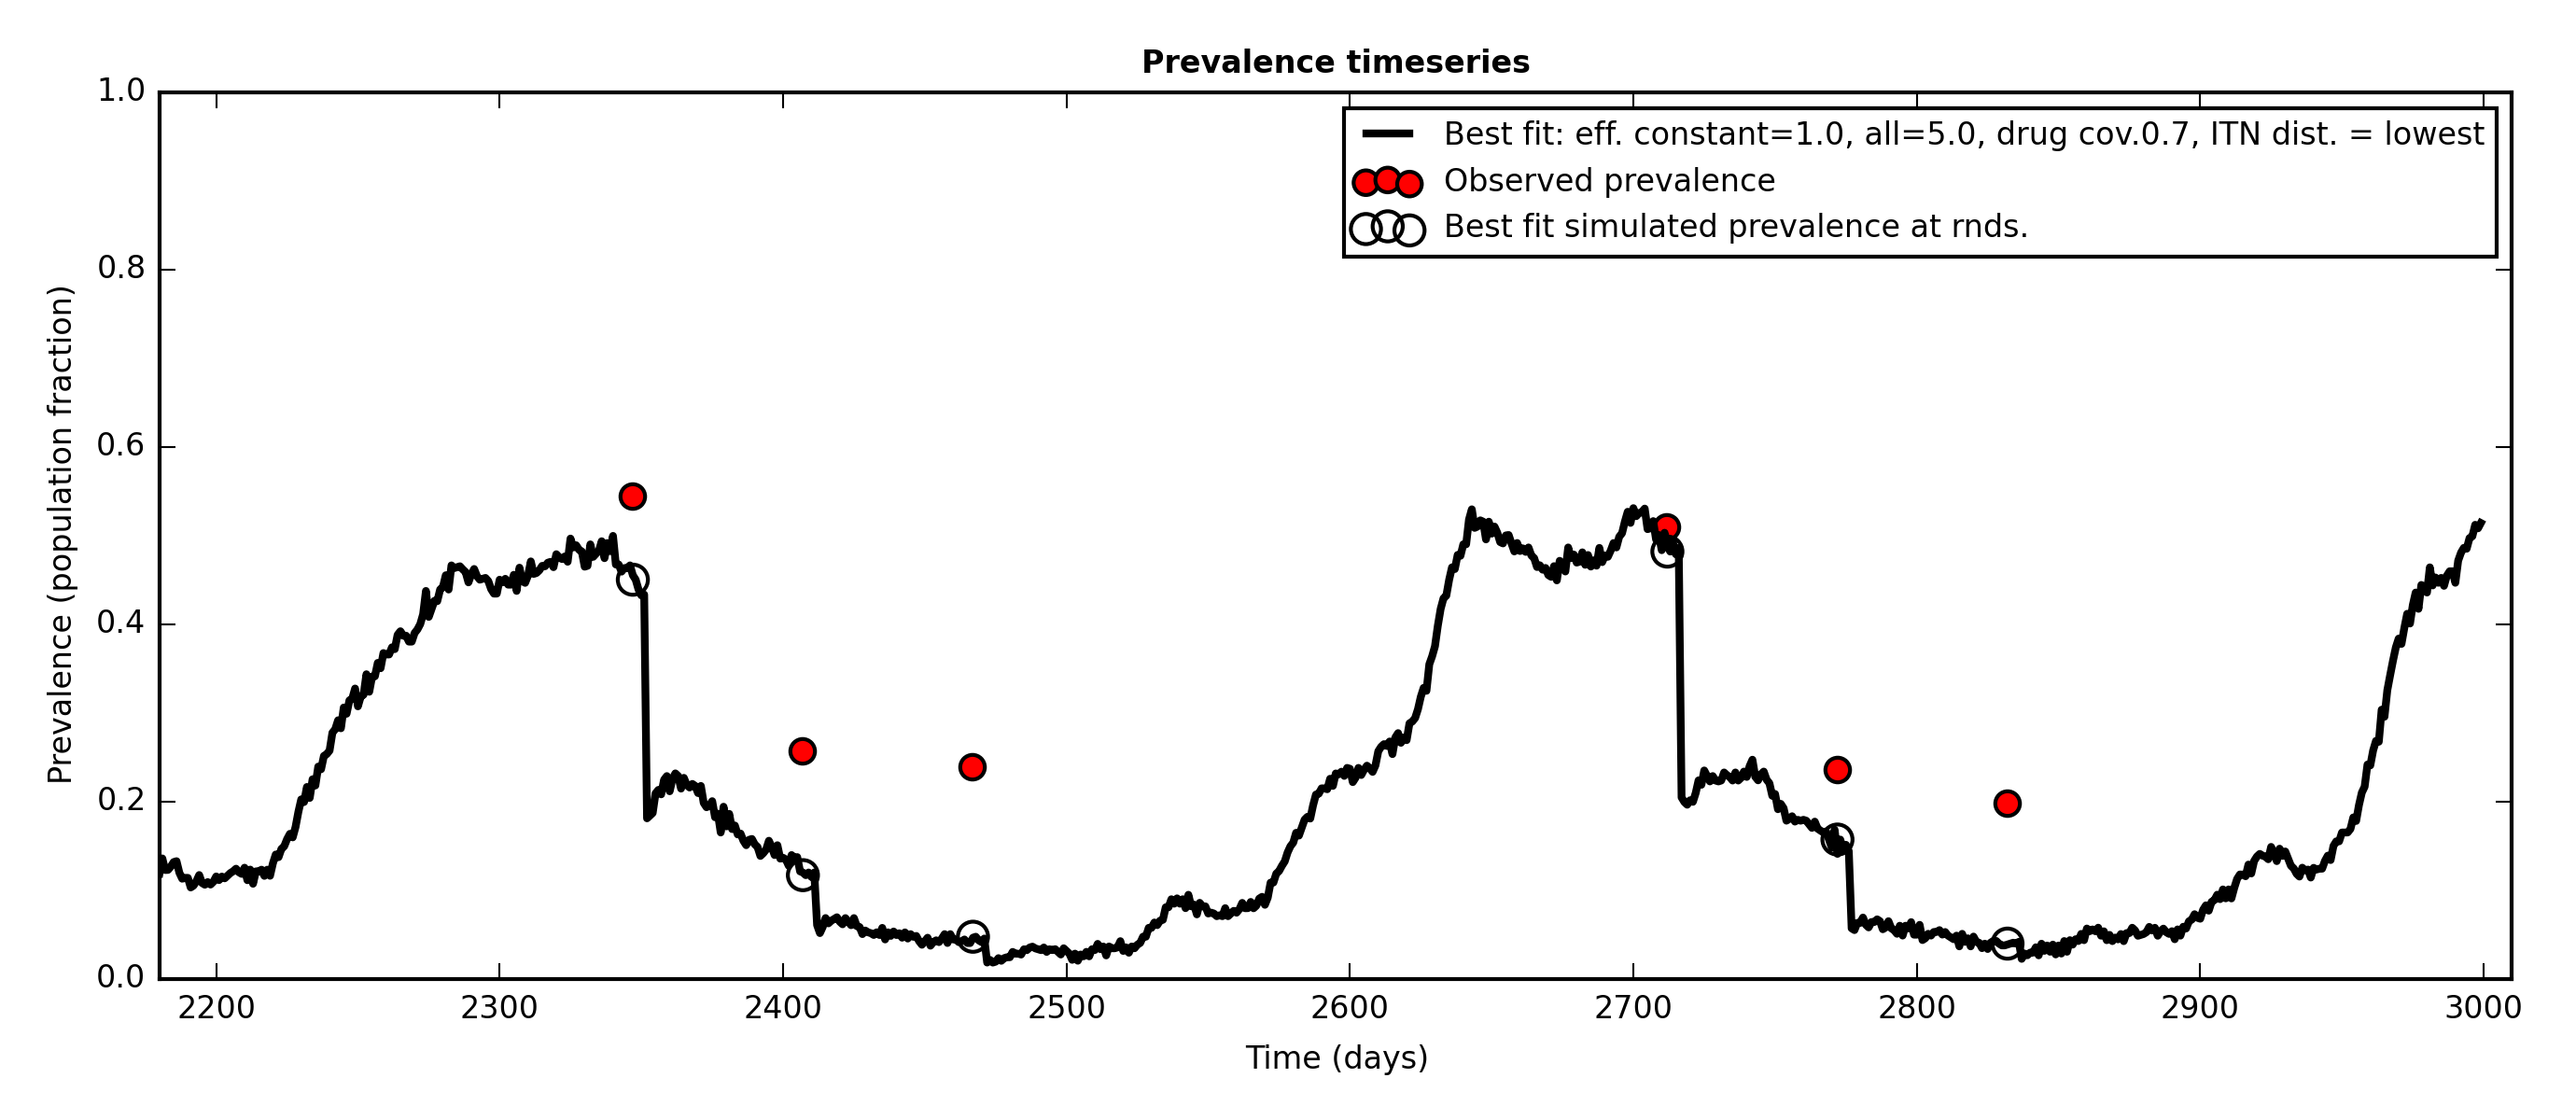 Prevalence timeseries
1.0
0.8
0.6
0.4
0.2
0.0
Prevalence (population fraction)
Best fit: eff. constant=1.0, all=5.0, drug cov.0.7, ITN dist. = lowest
Observed prevalence
Best fit simulated prevalence at rnds.
2200 2300 2400 2500 2600 2700 2800 2900 3000
Time (days)